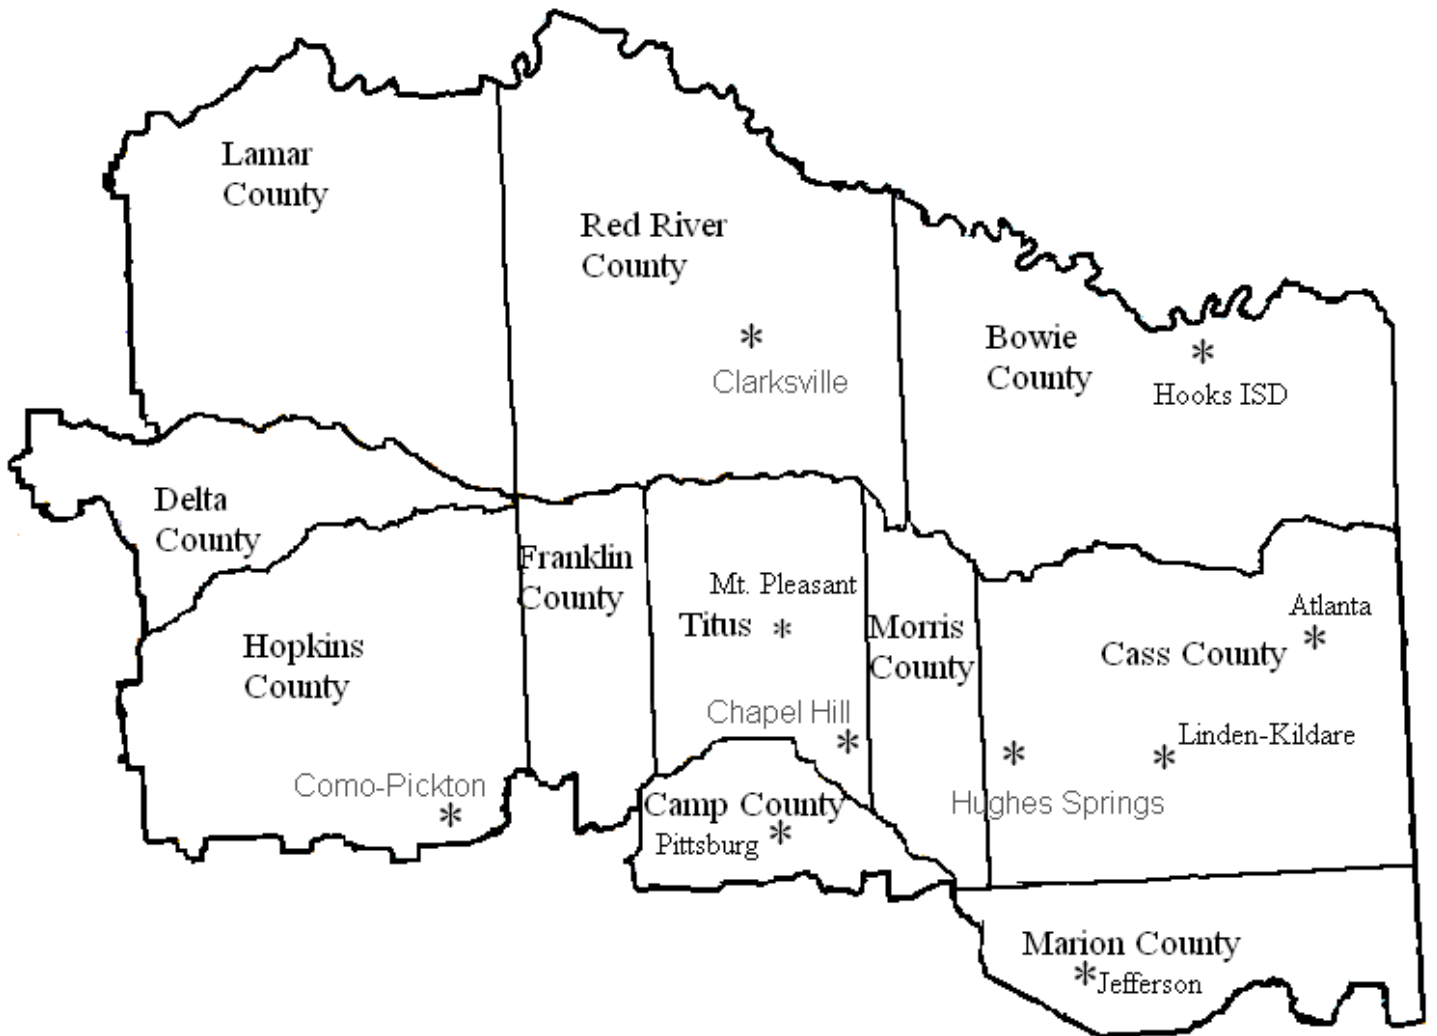 Lamar
County
Red River
County
Clarksville
Bowie
County
Hooks ISD
Delta
County
Franklin
County
Mt. Pleasant
Titus
Morris
County
Atlanta
Cass County
Hopkins
County
Chapel Hill
Linden-Kildare
Como-Pickton
Camp County
Hughes Springs
Pittsburg
Marion County
Jefferson